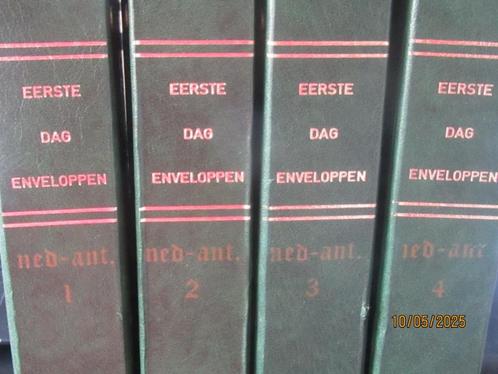 EERSTE
DAG
ENVELOPPEN
ned-ant.
1
EERSTE
DAG
ENVELOPPEN
ned-ant.
2
EERSTE
DAG
ENVELOPPEN
ned-ant.
3
EERSTE
DAG
ENVELOPPEN
ned-ant
4
10/05/2025